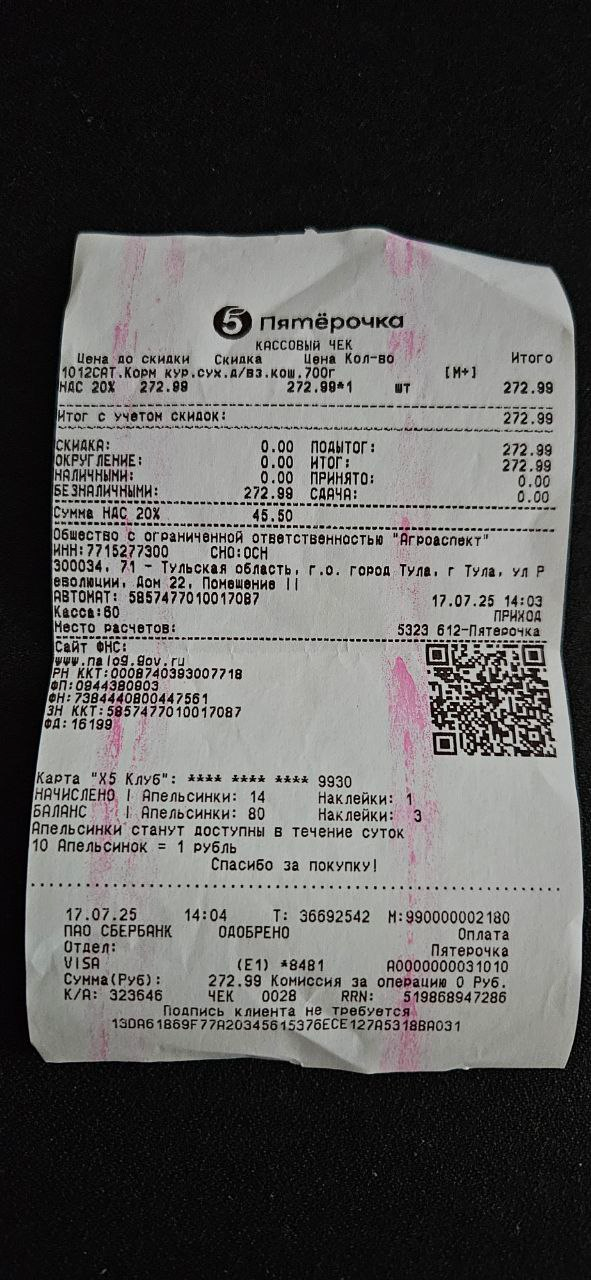 5 Пятёрочка
КАССОВЫЙ ЧЕК
Цена до скидки Скидка Цена Кол-во Итого
1012CAT.Корм кур.сух.д/вз.кош.700г [М+]
НДС 20% 272.99 272.99*1 шт 272.99
Итог с учетом скидок: 272.99
СКИДКА: 0.00 ПОДЫТОГ: 272.99
ОКРУГЛЕНИЕ: 0.00 ИТОГ: 272.99
НАЛИЧНЫМИ: 0.00 ПРИНЯТО: 0.00
БЕЗНАЛИЧНЫМИ: 272.99 СДАЧА: 0.00
Сумма НДС 20% 45.50
Общество с ограниченной ответственностью "Агроаспект"
ИНН:7715277300 СНО:ОСН
300034, 71 - Тульская область, г.о. город Тула, г Тула, ул Р
еволюции, Дом 22, Помещение II
АВТОМАТ: 5857477010017087 17.07.25 14:03
Касса:60 ПРИХОД
Место расчетов: 5323 612-Пятерочка
Сайт ФНС:
www.nalog.gov.ru
РН ККТ:0008740393007718
ФП:0944380903
ФН:7384440800447561
ЗН ККТ:5857477010017087
ФД:16199
Карта "X5 Клуб": **** **** **** 9930
НАЧИСЛЕНО | Апельсинки: 14 Наклейки: 1
БАЛАНС | Апельсинки: 80 Наклейки: 3
Апельсинки станут доступны в течение суток
10 Апельсинок = 1 рубль
Спасибо за покупку!
17.07.25 14:04 Т: 36692542 М:990000002180
ПАО СБЕРБАНК ОДОБРЕНО Оплата
Отдел: Пятерочка
VISA (E1) *8481 A0000000031010
Сумма(Руб): 272.99 Комиссия за операцию 0 Руб.
К/А: 323646 ЧЕК 0028 RRN: 519868947286
Подпись клиента не требуется
13DA61869F77A20345615376ECE127A5318BA031